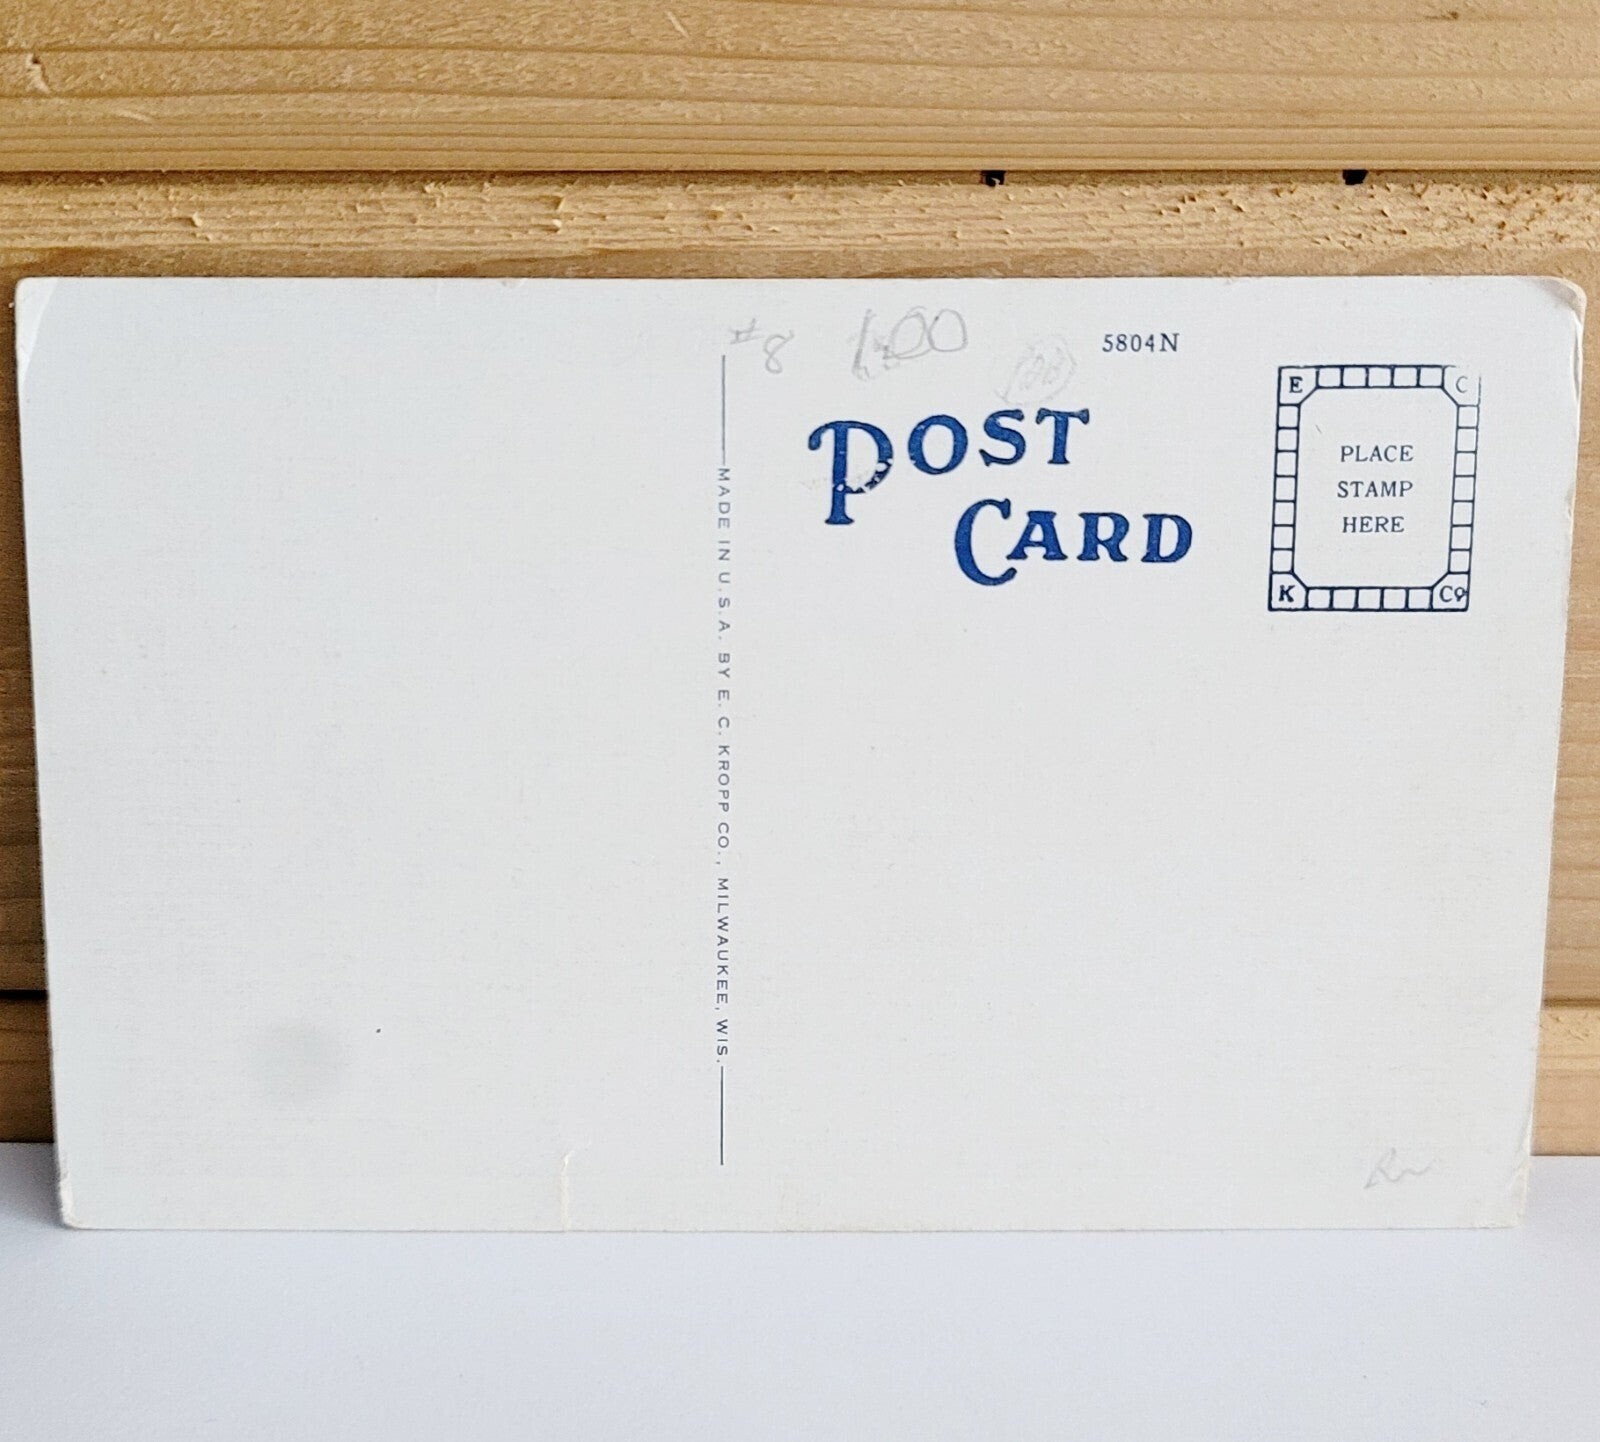 #8 1.00
5804N
POST
CARD
E C
PLACE
STAMP
HERE
K Co
MADE IN U.S.A. BY E. C. KROPP CO., MILWAUKEE, WIS.